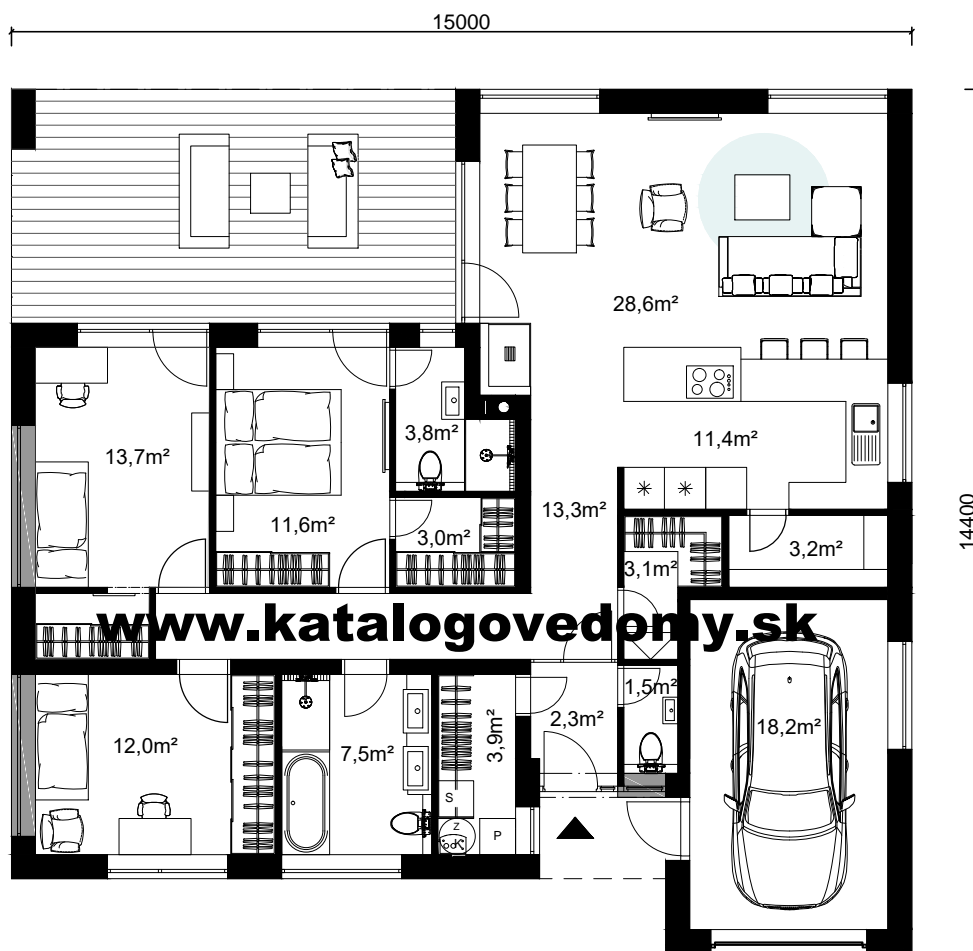 15000
28,6m²
3,8m²
13,7m²
11,4m²
11,6m²
13,3m²
14400
3,0m²
3,2m²
3,1m²
www.katalogovedomy.sk
1,5m²
2,3m²
18,2m²
12,0m²
7,5m²
3,9m²
S
Z
P
K